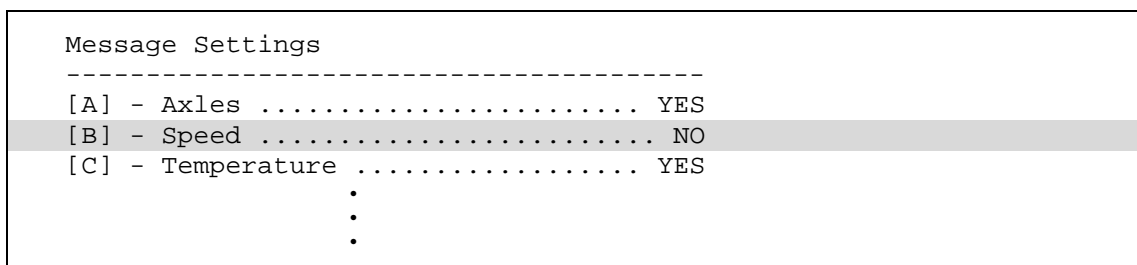 Message Settings
----------------------------------------
[A] - Axles ........................ YES
[B] - Speed ......................... NO
[C] - Temperature .................. YES
•
•
•